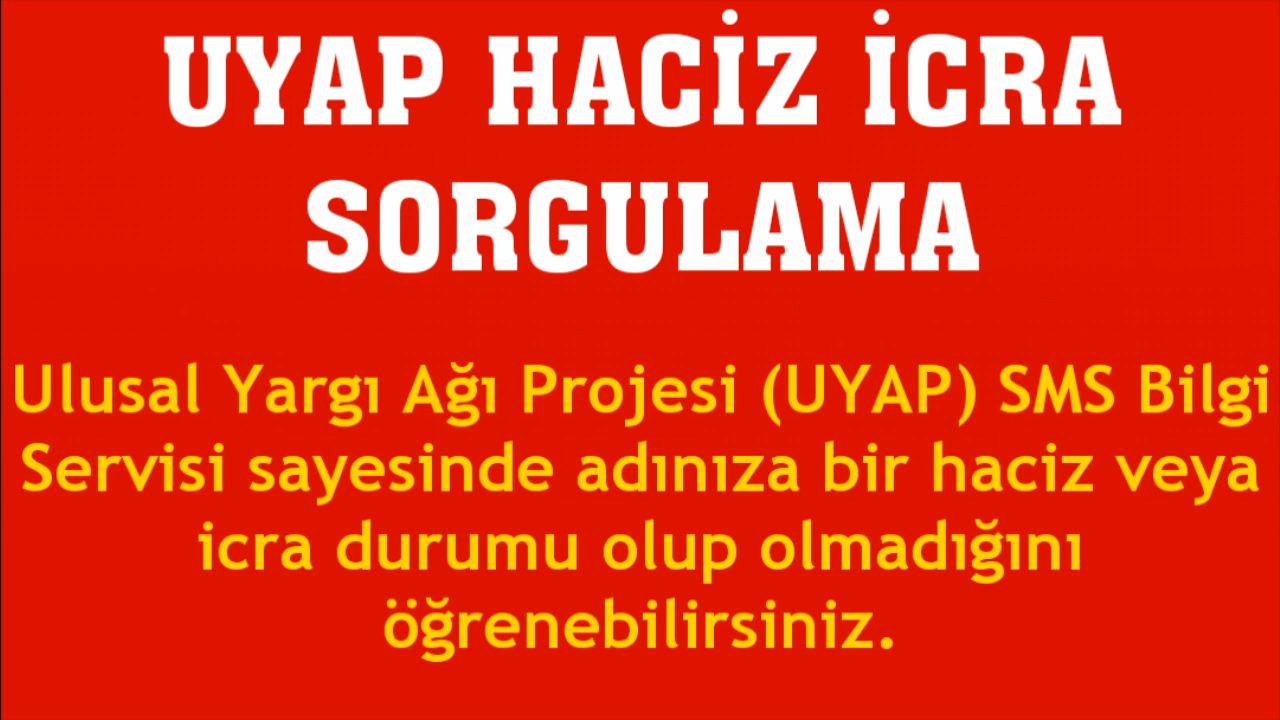 UYAP HACİZ İCRA
SORGULAMA
Ulusal Yargı Ağı Projesi (UYAP) SMS Bilgi
Servisi sayesinde adınıza bir haciz veya
icra durumu olup olmadığını
öğrenebilirsiniz.